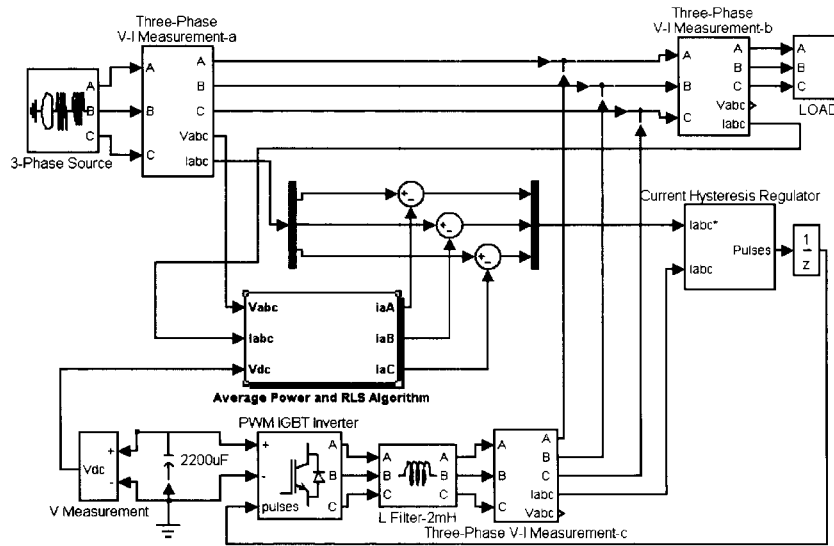 Three-Phase
V-I Measurement-a
A
B
C
A
B
C
A
B
C
Vabc
Iabc
3-Phase Source
Three-Phase
V-I Measurement-b
A
B
C
A
B
C
Vabc
Iabc
A
B
C
LOAD
+-
+-
+-
Current Hysteresis Regulator
Iabc*
Iabc
Pulses
1
z
Vabc
Iabc
Vdc
iaA
iaB
iaC
Average Power and RLS Algorithm
Vdc
+
-
V Measurement
2200uF
PWM IGBT Inverter
+
-
pulses
A
B
C
A
B
C
A
B
C
L Filter-2mH
A
B
C
A
B
C
Iabc
Vabc
Three-Phase V-I Measurement-c